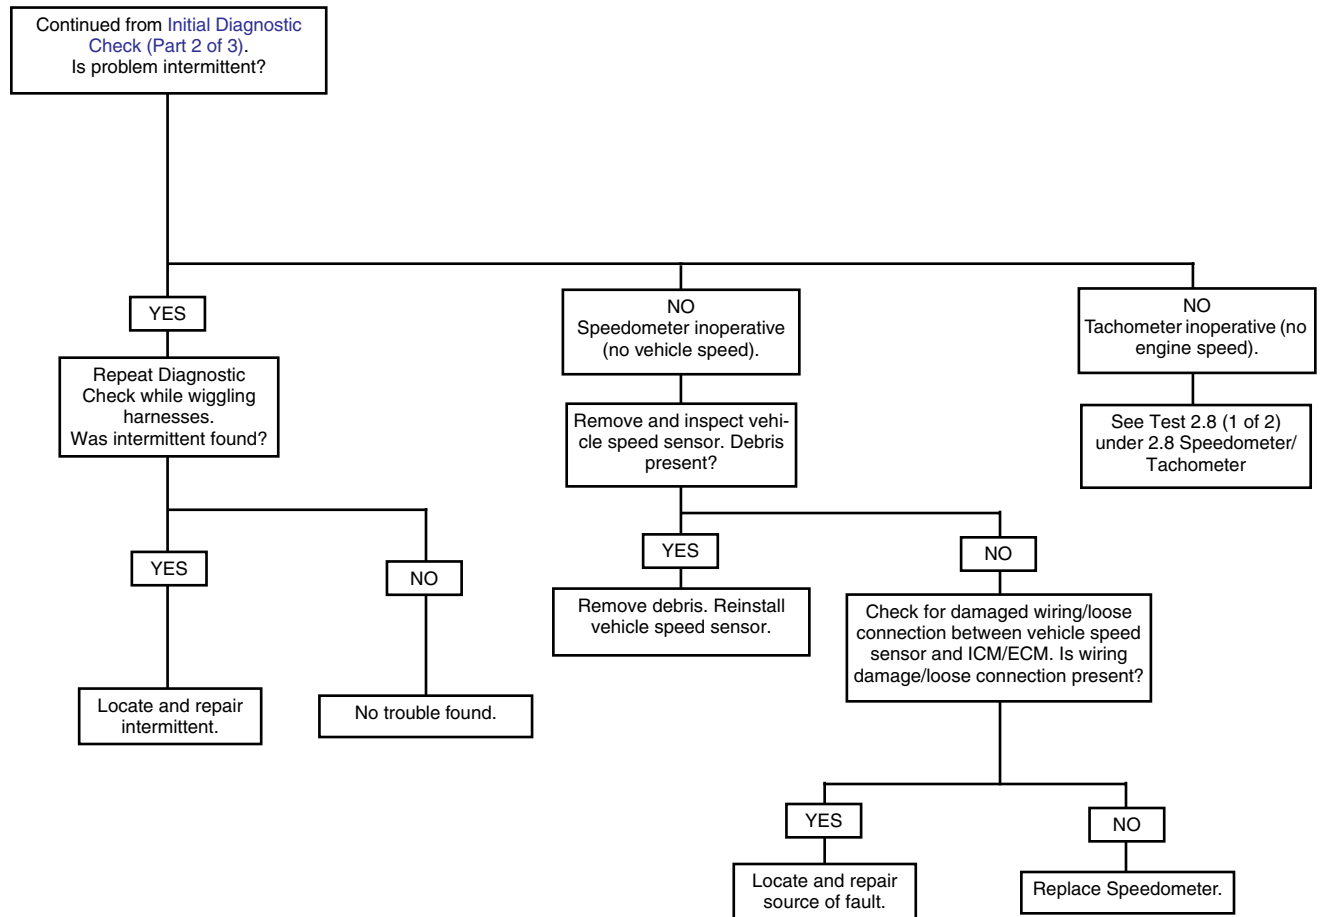 Continued from Initial Diagnostic
Check (Part 2 of 3).
Is problem intermittent?
YES
Repeat Diagnostic
Check while wiggling
harnesses.
Was intermittent found?
YES
Locate and repair
intermittent.
NO
No trouble found.
NO
Speedometer inoperative
(no vehicle speed).
Remove and inspect vehi-
cle speed sensor. Debris
present?
YES
Remove debris. Reinstall
vehicle speed sensor.
NO
Check for damaged wiring/loose
connection between vehicle speed
sensor and ICM/ECM. Is wiring
damage/loose connection present?
YES
Locate and repair
source of fault.
NO
Replace Speedometer.
NO
Tachometer inoperative (no
engine speed).
See Test 2.8 (1 of 2)
under 2.8 Speedometer/
Tachometer